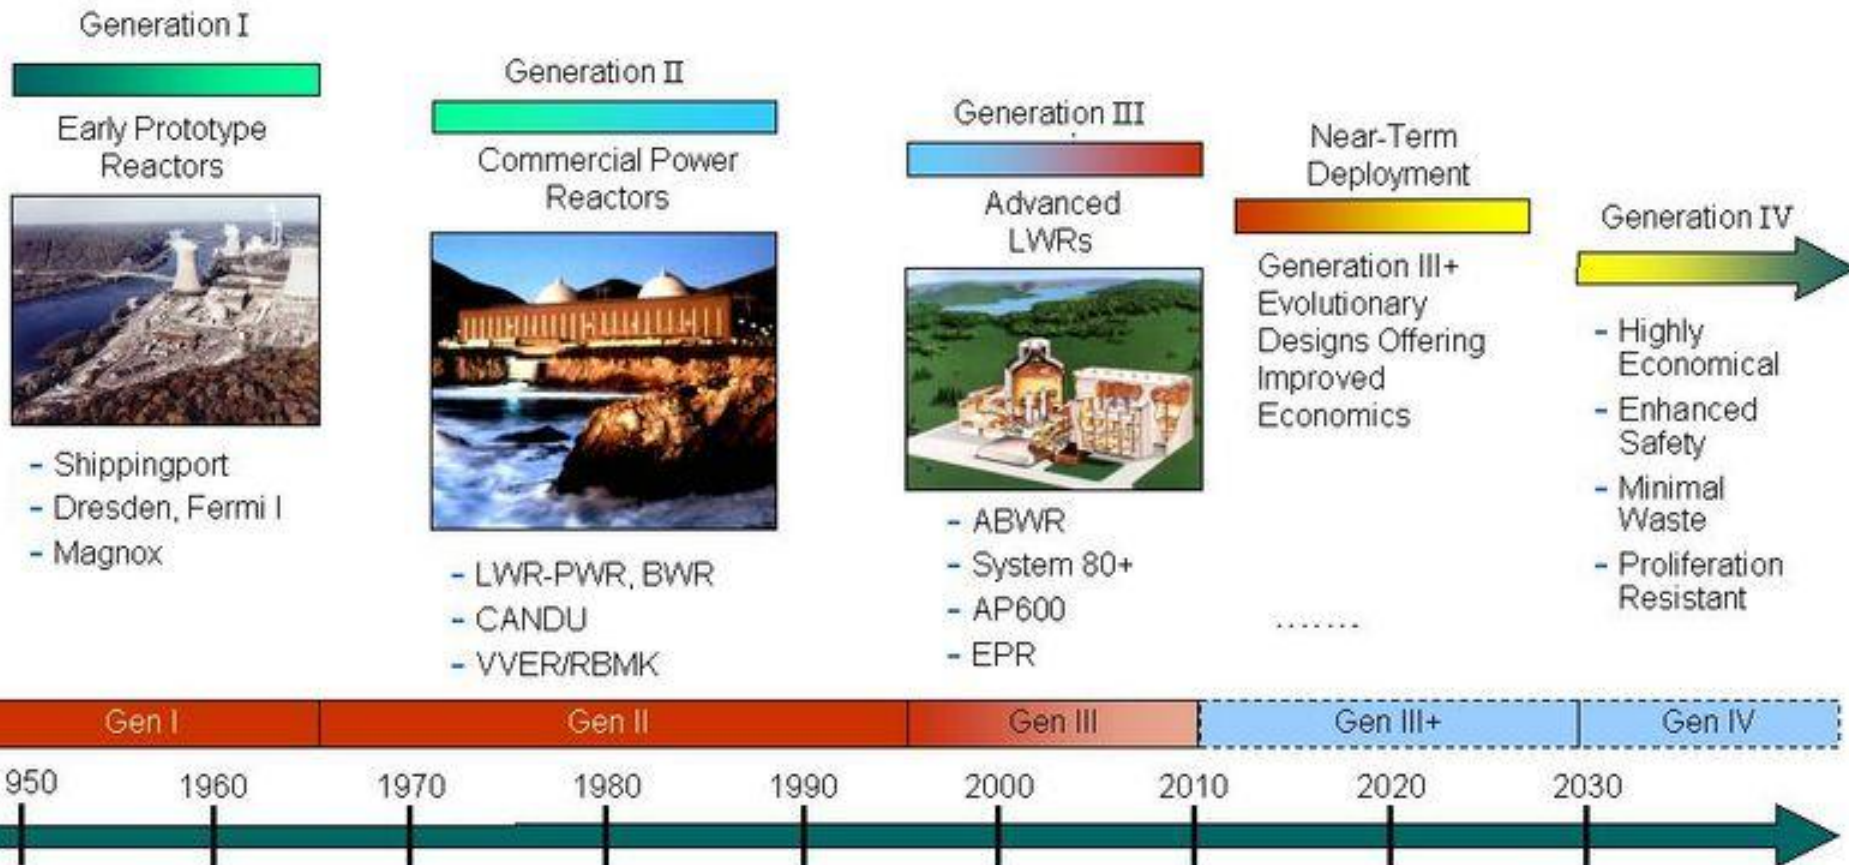 Generation I
Early Prototype
Reactors
- Shippingport
- Dresden, Fermi I
- Magnox
Generation II
Commercial Power
Reactors
- LWR-PWR, BWR
- CANDU
- VVER/RBMK
Generation III
Advanced
LWRs
- ABWR
- System 80+
- AP600
- EPR
Near-Term
Deployment
Generation III+
Evolutionary
Designs Offering
Improved
Economics
.......
Generation IV
- Highly
Economical
- Enhanced
Safety
- Minimal
Waste
- Proliferation
Resistant
Gen I
Gen II
Gen III
Gen III+
Gen IV
950
1960
1970
1980
1990
2000
2010
2020
2030